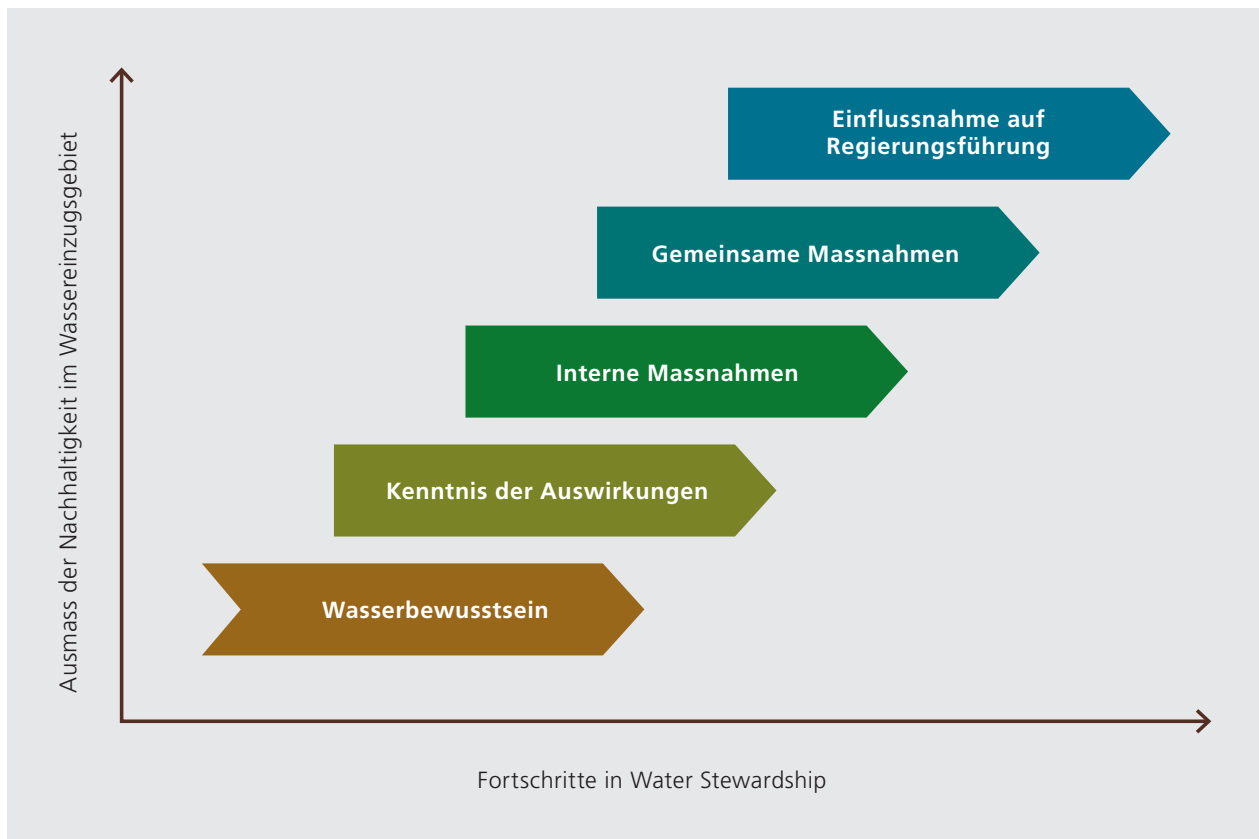 Ausmass der Nachhaltigkeit im Wassereinzugsgebiet
Einflussnahme auf
Regierungsführung
Gemeinsame Massnahmen
Interne Massnahmen
Kenntnis der Auswirkungen
Wasserbewusstsein
Fortschritte in Water Stewardship